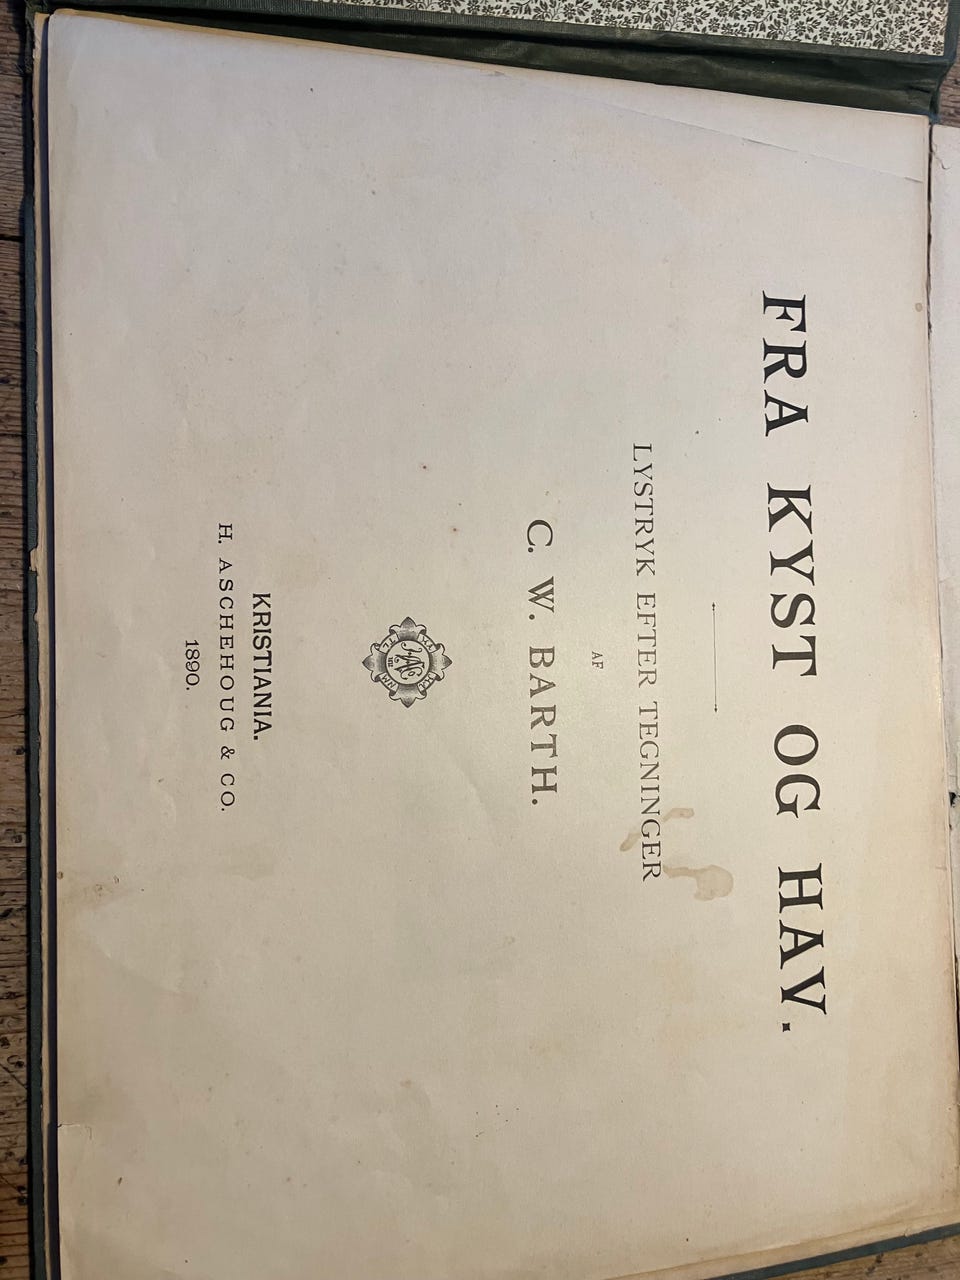 FRA KYST OG HAV.
LYSTRYK EFTER TEGNINGER
AF
C. W. BARTH.
KRISTIANIA.
H. ASCHEHOUG & CO.
1890.